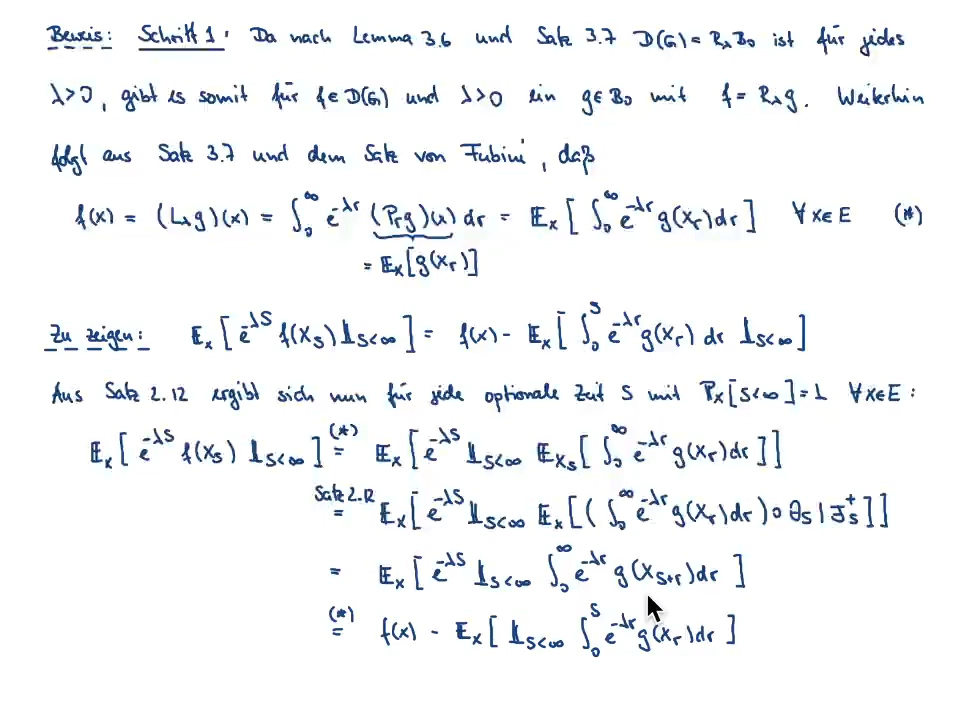 Beweis: Schritt 1: Da nach Lemma 3.6 und Satz 3.7 D(G) = R_λ B_0 ist für jedes
λ>0, gibt es somit für f∈D(G) und λ>0 ein g∈B_0 mit f = R_λ g. Weiterhin
folgt aus Satz 3.7 und dem Satz von Fubini, daß
f(x) = (L_λ g)(x) = ∫_0^∞ e^{-λr} (P_r g)(x) dr = 𝔼_x [ ∫_0^∞ e^{-λr} g(X_r) dr ] ∀ x∈E (*)
= 𝔼_x [g(X_r)]
Zu zeigen: 𝔼_x [ e^{-λS} f(X_S) 𝟙_{S<∞} ] = f(x) - 𝔼_x [ ∫_0^S e^{-λr} g(X_r) dr 𝟙_{S<∞} ]
Aus Satz 2.12 ergibt sich nun für jede optionale Zeit S mit P_x [S<∞] = 1 ∀ x∈E :
𝔼_x [ e^{-λS} f(X_S) 𝟙_{S<∞} ] (*)= 𝔼_x [ e^{-λS} 𝟙_{S<∞} 𝔼_{X_S} [ ∫_0^∞ e^{-λr} g(X_r) dr ] ]
Satz 2.12 = 𝔼_x [ e^{-λS} 𝟙_{S<∞} 𝔼_x [ ( ∫_0^∞ e^{-λr} g(X_r) dr ) ∘ θ_S | F_S^+ ] ]
= 𝔼_x [ e^{-λS} 𝟙_{S<∞} ∫_0^∞ e^{-λr} g(X_{S+r}) dr ]
(*)= f(x) - 𝔼_x [ 𝟙_{S<∞} ∫_0^S e^{-λr} g(X_r) dr ]